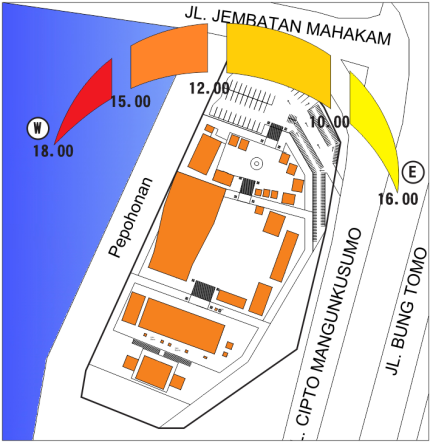 JL. JEMBATAN MAHAKAM
12.00
15.00
10.00
W
18.00
E
16.00
Pepohonan
. CIPTO MANGUNKUSUMO
JL. BUNG TOMO